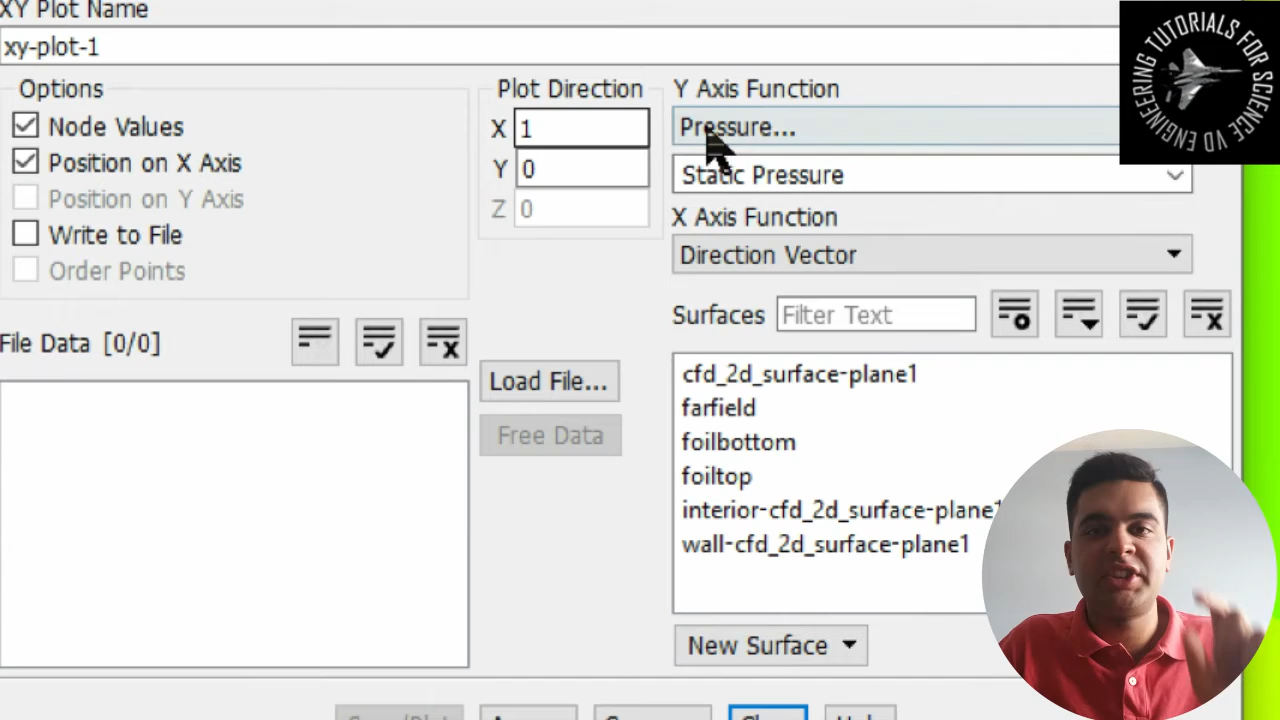 XY Plot Name
xy-plot-1
Options
Node Values
Position on X Axis
Position on Y Axis
Write to File
Order Points
Plot Direction
X 1
Y 0
Z 0
Y Axis Function
Pressure...
Static Pressure
X Axis Function
Direction Vector
Surfaces Filter Text
cfd_2d_surface-plane1
farfield
foilbottom
foiltop
interior-cfd_2d_surface-plane1
wall-cfd_2d_surface-plane1
File Data [0/0]
Load File...
Free Data
New Surface
ENGINEERING TUTORIALS FOR SCIENCE VD